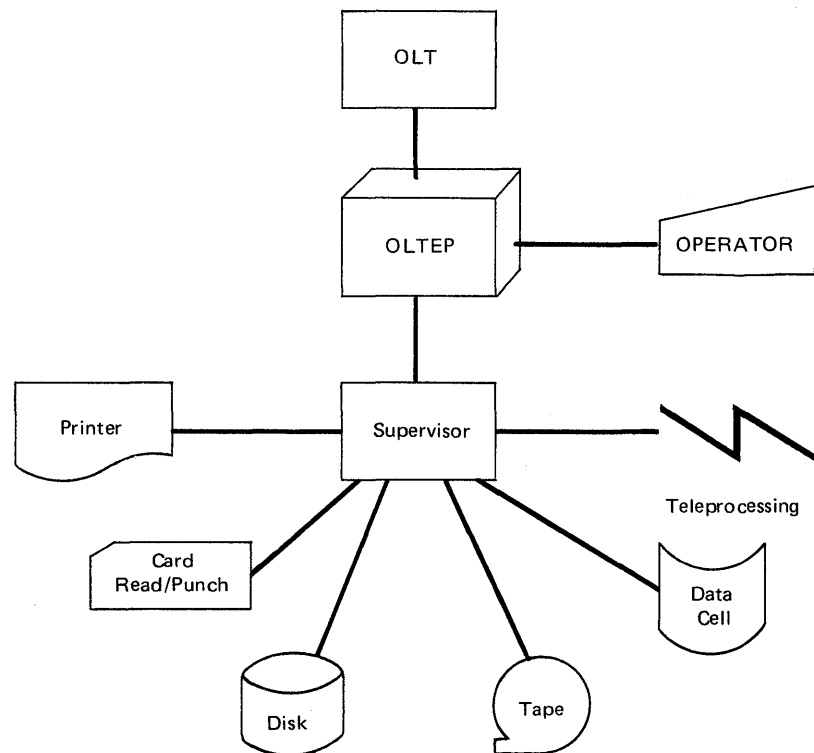 OLT
OLTEP
OPERATOR
Printer
Supervisor
Teleprocessing
Card
Read/Punch
Data
Cell
Disk
Tape